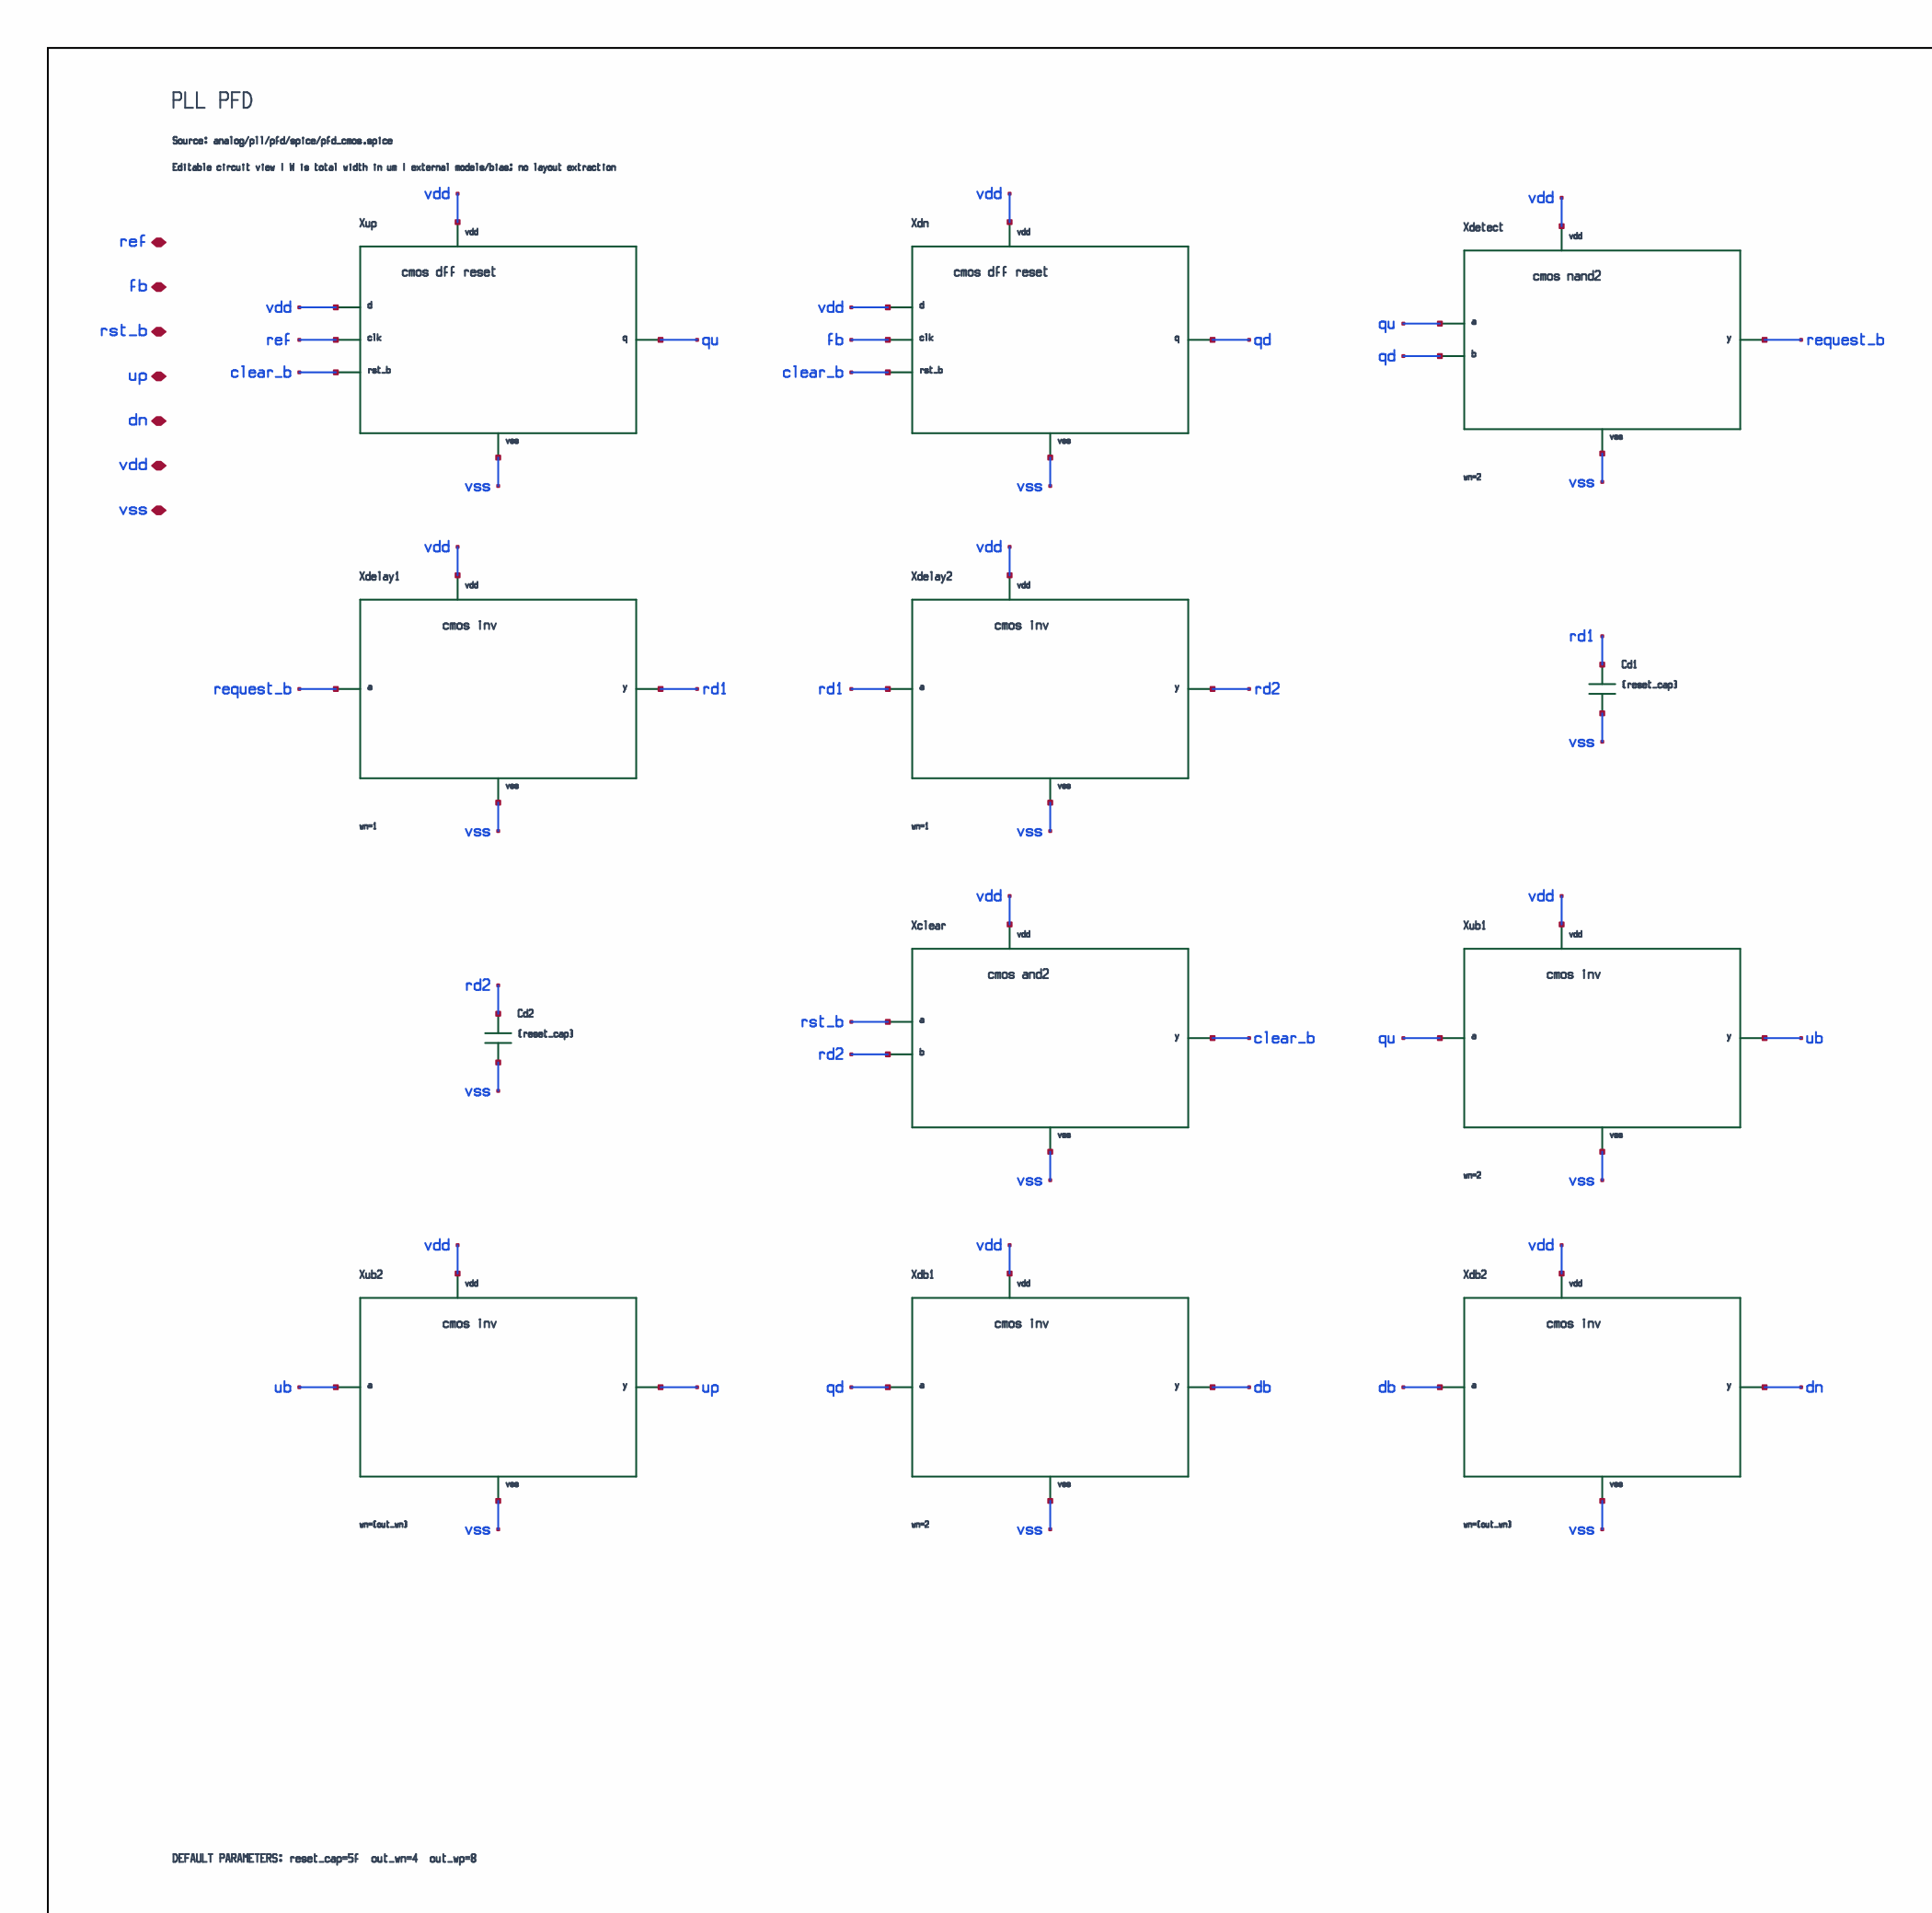 PLL PFD
Source: analog/pll/pfd/spice/pfd_cmos.spice
Editable circuit view | W is total width in um | external models/bias; no layout extraction
ref
fb
rst_b
up
dn
vdd
vss
vdd
Xup
vdd
cmos dff reset
vdd
d
ref
clk
q
qu
clear_b
rst_b
vss
vss
vdd
Xdn
vdd
cmos dff reset
vdd
d
fb
clk
q
qd
clear_b
rst_b
vss
vss
vdd
Xdetect
vdd
cmos nand2
qu
a
qd
b
y
request_b
vss
wn=2
vss
vdd
Xdelay1
vdd
cmos inv
request_b
a
y
rd1
vss
wn=1
vss
vdd
Xdelay2
vdd
cmos inv
rd1
a
y
rd2
vss
wn=1
vss
rd1
Cd1
{reset_cap}
vss
rd2
Cd2
{reset_cap}
vss
vdd
Xclear
vdd
cmos and2
rst_b
a
rd2
b
y
clear_b
vss
vss
vdd
Xub1
vdd
cmos inv
qu
a
y
ub
vss
wn=2
vss
vdd
Xub2
vdd
cmos inv
ub
a
y
up
vss
wn={out_wn}
vss
vdd
Xdb1
vdd
cmos inv
qd
a
y
db
vss
wn=2
vss
vdd
Xdb2
vdd
cmos inv
db
a
y
dn
vss
wn={out_wn}
vss
DEFAULT PARAMETERS: reset_cap=5f out_wn=4 out_wp=8